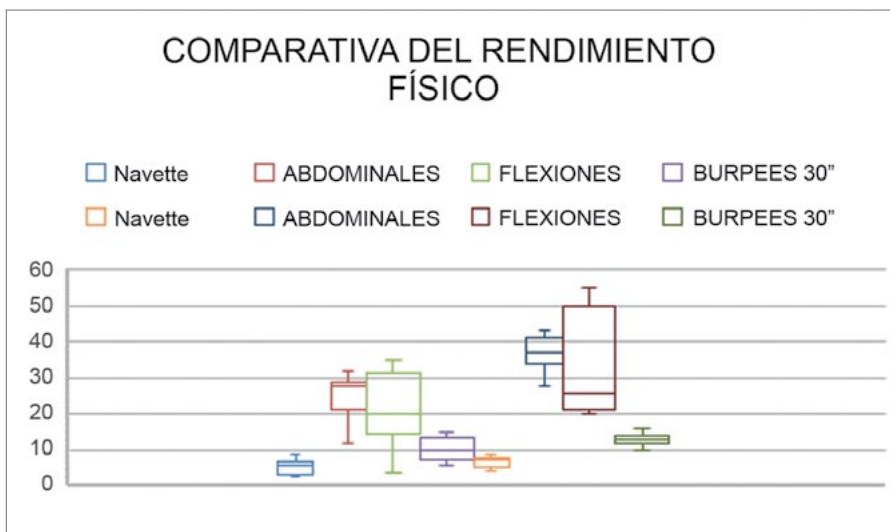 COMPARATIVA DEL RENDIMIENTO
FÍSICO
Navette ABDOMINALES FLEXIONES BURPEES 30”
Navette ABDOMINALES FLEXIONES BURPEES 30”
60
50
40
30
20
10
0